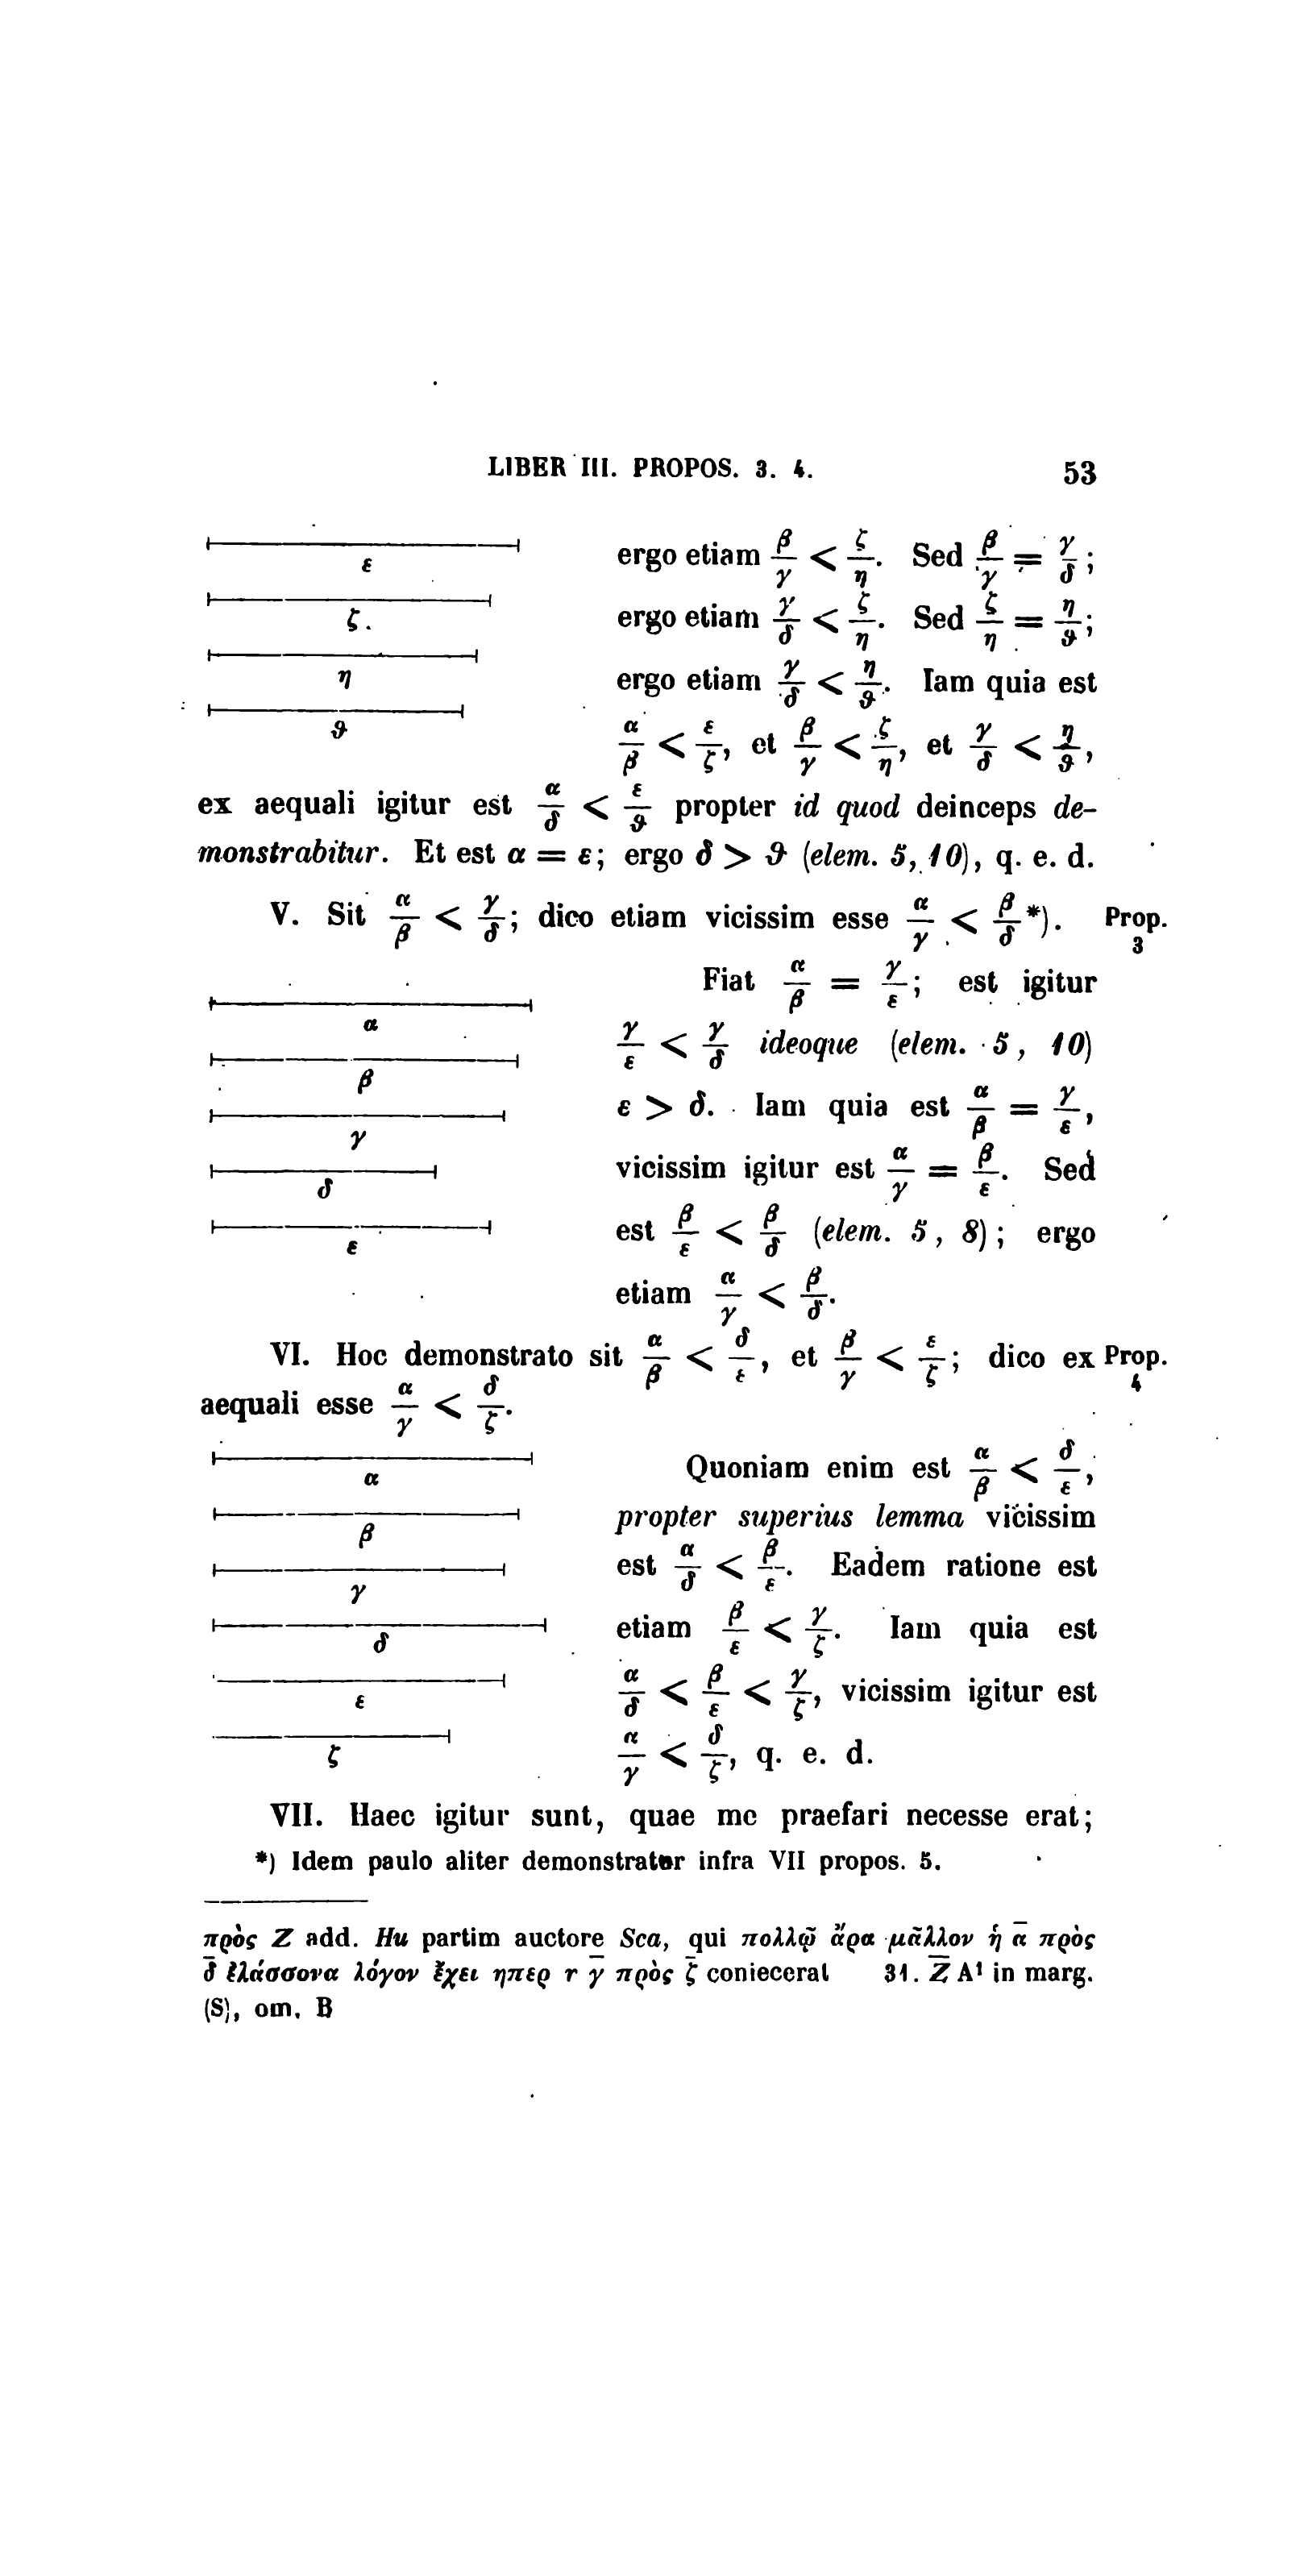 LIBER III. PROPOS. 3. 4. 53
ε
ζ.
η
ϑ
ergo etiam β/γ < ζ/η. Sed β/γ = γ/δ;
ergo etiam γ/δ < ζ/η. Sed ζ/η = η/ϑ;
ergo etiam γ/δ < η/ϑ. Iam quia est
α/β < ε/ζ, et β/γ < ζ/η, et γ/δ < η/ϑ,
ex aequali igitur est α/δ < ε/ϑ propter id quod deinceps de-
monstrabitur. Et est α = ε; ergo δ > ϑ (elem. 5, 10), q. e. d.
V. Sit α/β < γ/δ; dico etiam vicissim esse α/γ < β/δ*). Prop. 3
α
β
γ
δ
ε
Fiat α/β = γ/ε; est igitur
γ/ε < γ/δ ideoque (elem. 5, 10)
ε > δ. Iam quia est α/β = γ/ε,
vicissim igitur est α/γ = β/ε. Sed
est β/ε < β/δ (elem. 5, 8); ergo
etiam α/γ < β/δ.
VI. Hoc demonstrato sit α/β < δ/ε, et β/γ < ε/ζ; dico ex Prop. 4
aequali esse α/γ < δ/ζ.
α
β
γ
δ
ε
ζ
Quoniam enim est α/β < δ/ε,
propter superius lemma vicissim
est α/δ < β/ε. Eadem ratione est
etiam β/ε < γ/ζ. Iam quia est
α/δ < β/ε < γ/ζ, vicissim igitur est
α/γ < δ/ζ, q. e. d.
VII. Haec igitur sunt, quae me praefari necesse erat;
*) Idem paulo aliter demonstratur infra VII propos. 5.
πρὸς Z add. Hu partim auctore Sca, qui πολλῷ ἄρα μᾶλλον ἡ α̅ πρὸς
δ̅ ἐλάσσονα λόγον ἔχει ηπερ r γ̅ πρὸς ζ̅ coniecerat 31. Z̅ A¹ in marg.
(S), om. B